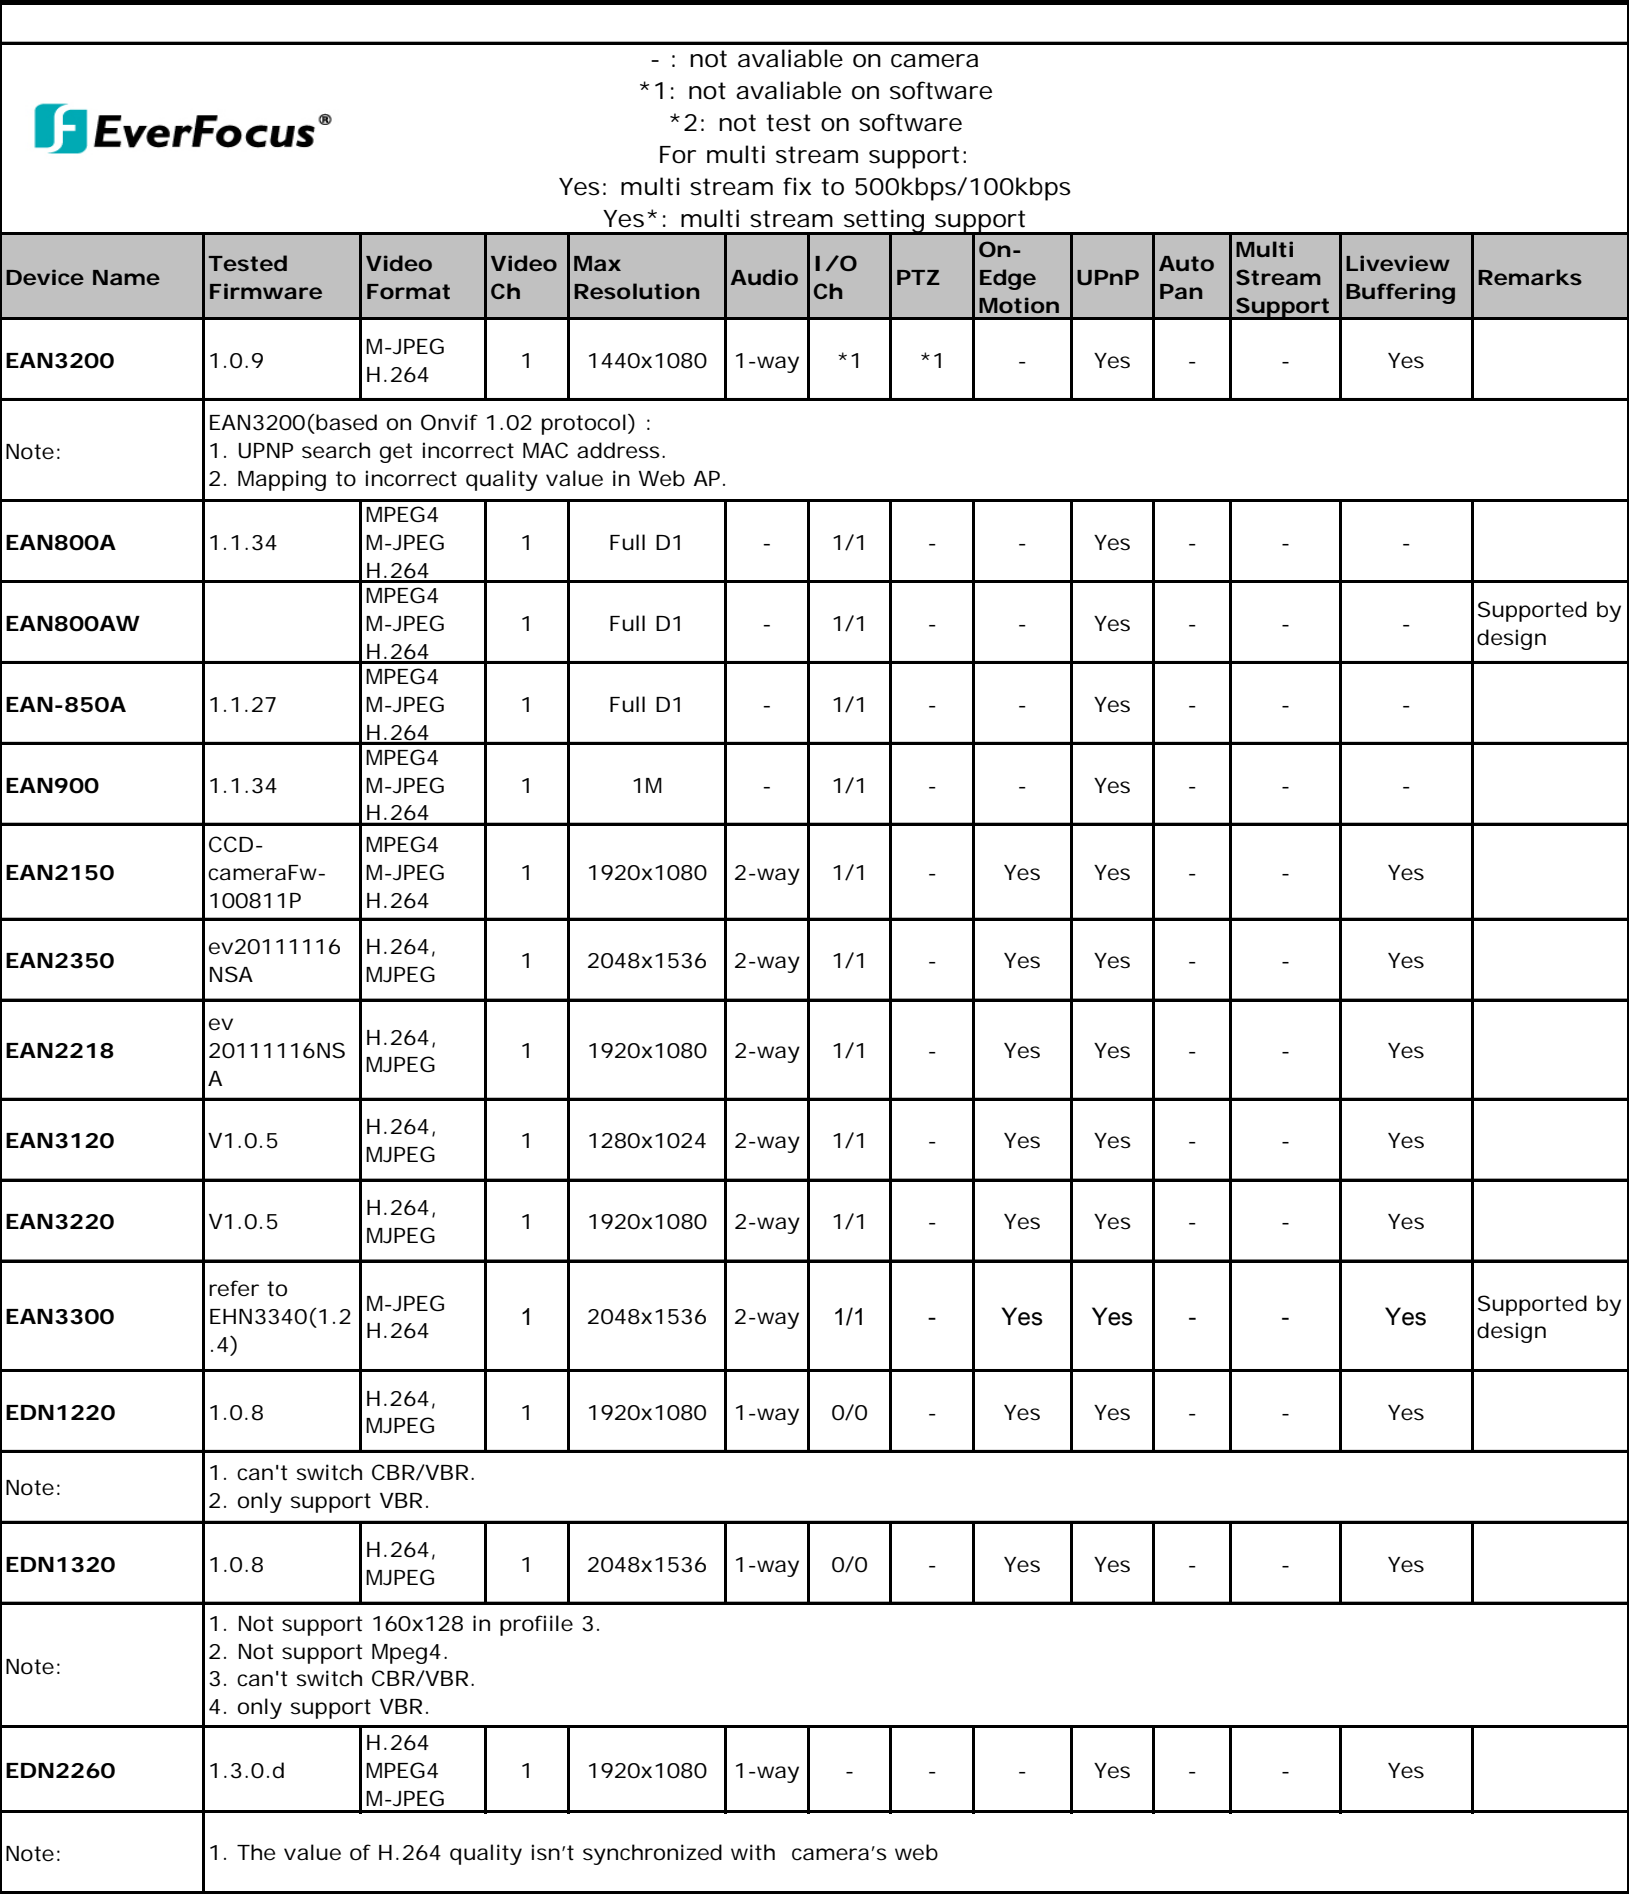 - : not avaliable on camera
*1: not avaliable on software
*2: not test on software
For multi stream support:
Yes: multi stream fix to 500kbps/100kbps
Yes*: multi stream setting support
EverFocus®
Device Name Tested Firmware Video Format Video Ch Max Resolution Audio I/O Ch PTZ On-Edge Motion UPnP Auto Pan Multi Stream Support Liveview Buffering Remarks
EAN3200 1.0.9 M-JPEG H.264 1 1440x1080 1-way *1 *1 - Yes - - Yes
Note:
EAN3200(based on Onvif 1.02 protocol) :
1. UPNP search get incorrect MAC address.
2. Mapping to incorrect quality value in Web AP.
EAN800A 1.1.34 MPEG4 M-JPEG H.264 1 Full D1 - 1/1 - - Yes - - -
EAN800AW MPEG4 M-JPEG H.264 1 Full D1 - 1/1 - - Yes - - - Supported by design
EAN-850A 1.1.27 MPEG4 M-JPEG H.264 1 Full D1 - 1/1 - - Yes - - -
EAN900 1.1.34 MPEG4 M-JPEG H.264 1 1M - 1/1 - - Yes - - -
EAN2150 CCD-cameraFw-100811P MPEG4 M-JPEG H.264 1 1920x1080 2-way 1/1 - Yes Yes - - Yes
EAN2350 ev20111116 NSA H.264, MJPEG 1 2048x1536 2-way 1/1 - Yes Yes - - Yes
EAN2218 ev 20111116NSA H.264, MJPEG 1 1920x1080 2-way 1/1 - Yes Yes - - Yes
EAN3120 V1.0.5 H.264, MJPEG 1 1280x1024 2-way 1/1 - Yes Yes - - Yes
EAN3220 V1.0.5 H.264, MJPEG 1 1920x1080 2-way 1/1 - Yes Yes - - Yes
EAN3300 refer to EHN3340(1.2.4) M-JPEG H.264 1 2048x1536 2-way 1/1 - Yes Yes - - Yes Supported by design
EDN1220 1.0.8 H.264, MJPEG 1 1920x1080 1-way 0/0 - Yes Yes - - Yes
Note:
1. can't switch CBR/VBR.
2. only support VBR.
EDN1320 1.0.8 H.264, MJPEG 1 2048x1536 1-way 0/0 - Yes Yes - - Yes
Note:
1. Not support 160x128 in profiile 3.
2. Not support Mpeg4.
3. can't switch CBR/VBR.
4. only support VBR.
EDN2260 1.3.0.d H.264 MPEG4 M-JPEG 1 1920x1080 1-way - - - Yes - - Yes
Note:
1. The value of H.264 quality isn't synchronized with  camera's web